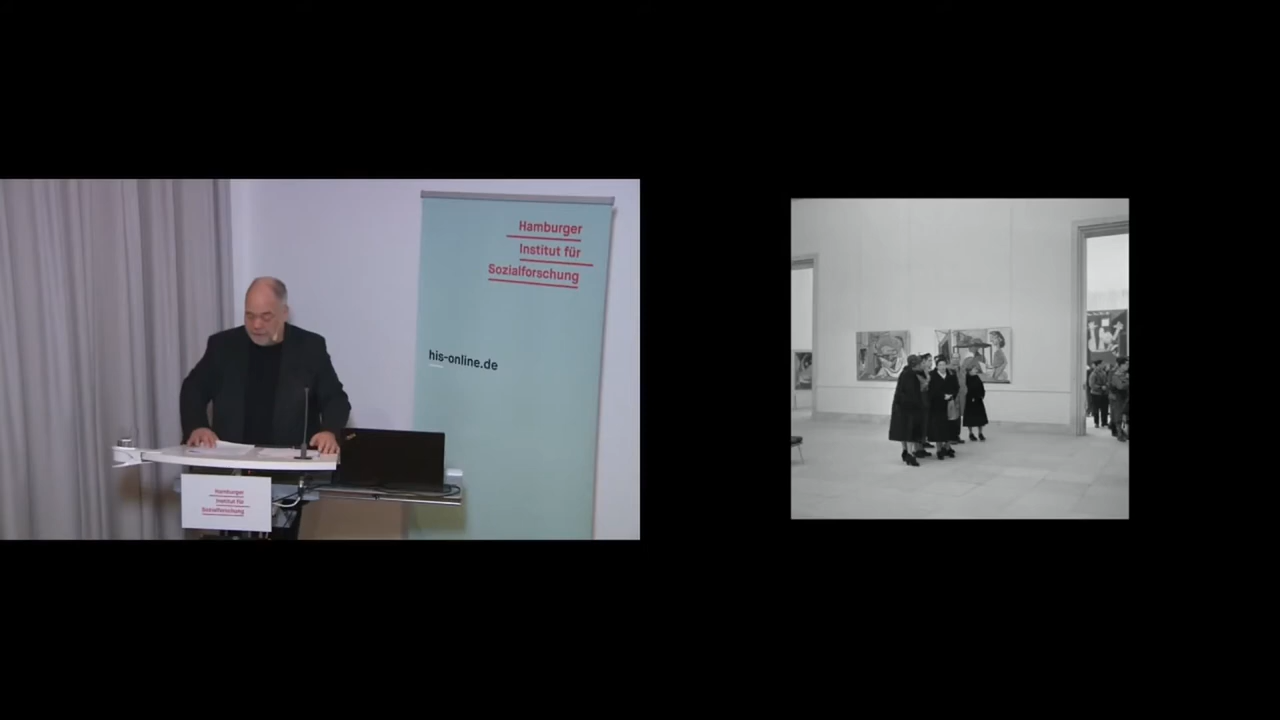 Hamburger
Institut für
Sozialforschung
his-online.de
Hamburger
Institut für
Sozialforschung